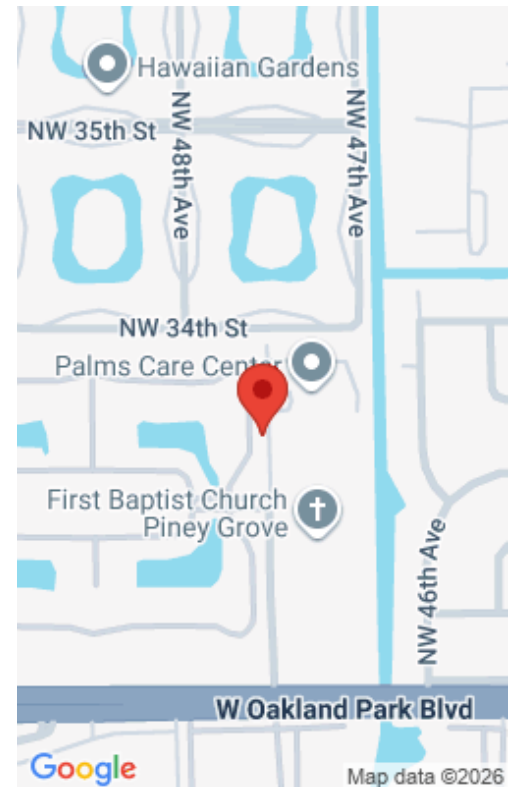 Hawaiian Gardens
NW 35th St
NW 48th Ave
NW 47th Ave
NW 34th St
Palms Care Center
First Baptist Church
Piney Grove
NW 46th Ave
W Oakland Park Blvd
Google
Map data ©2026